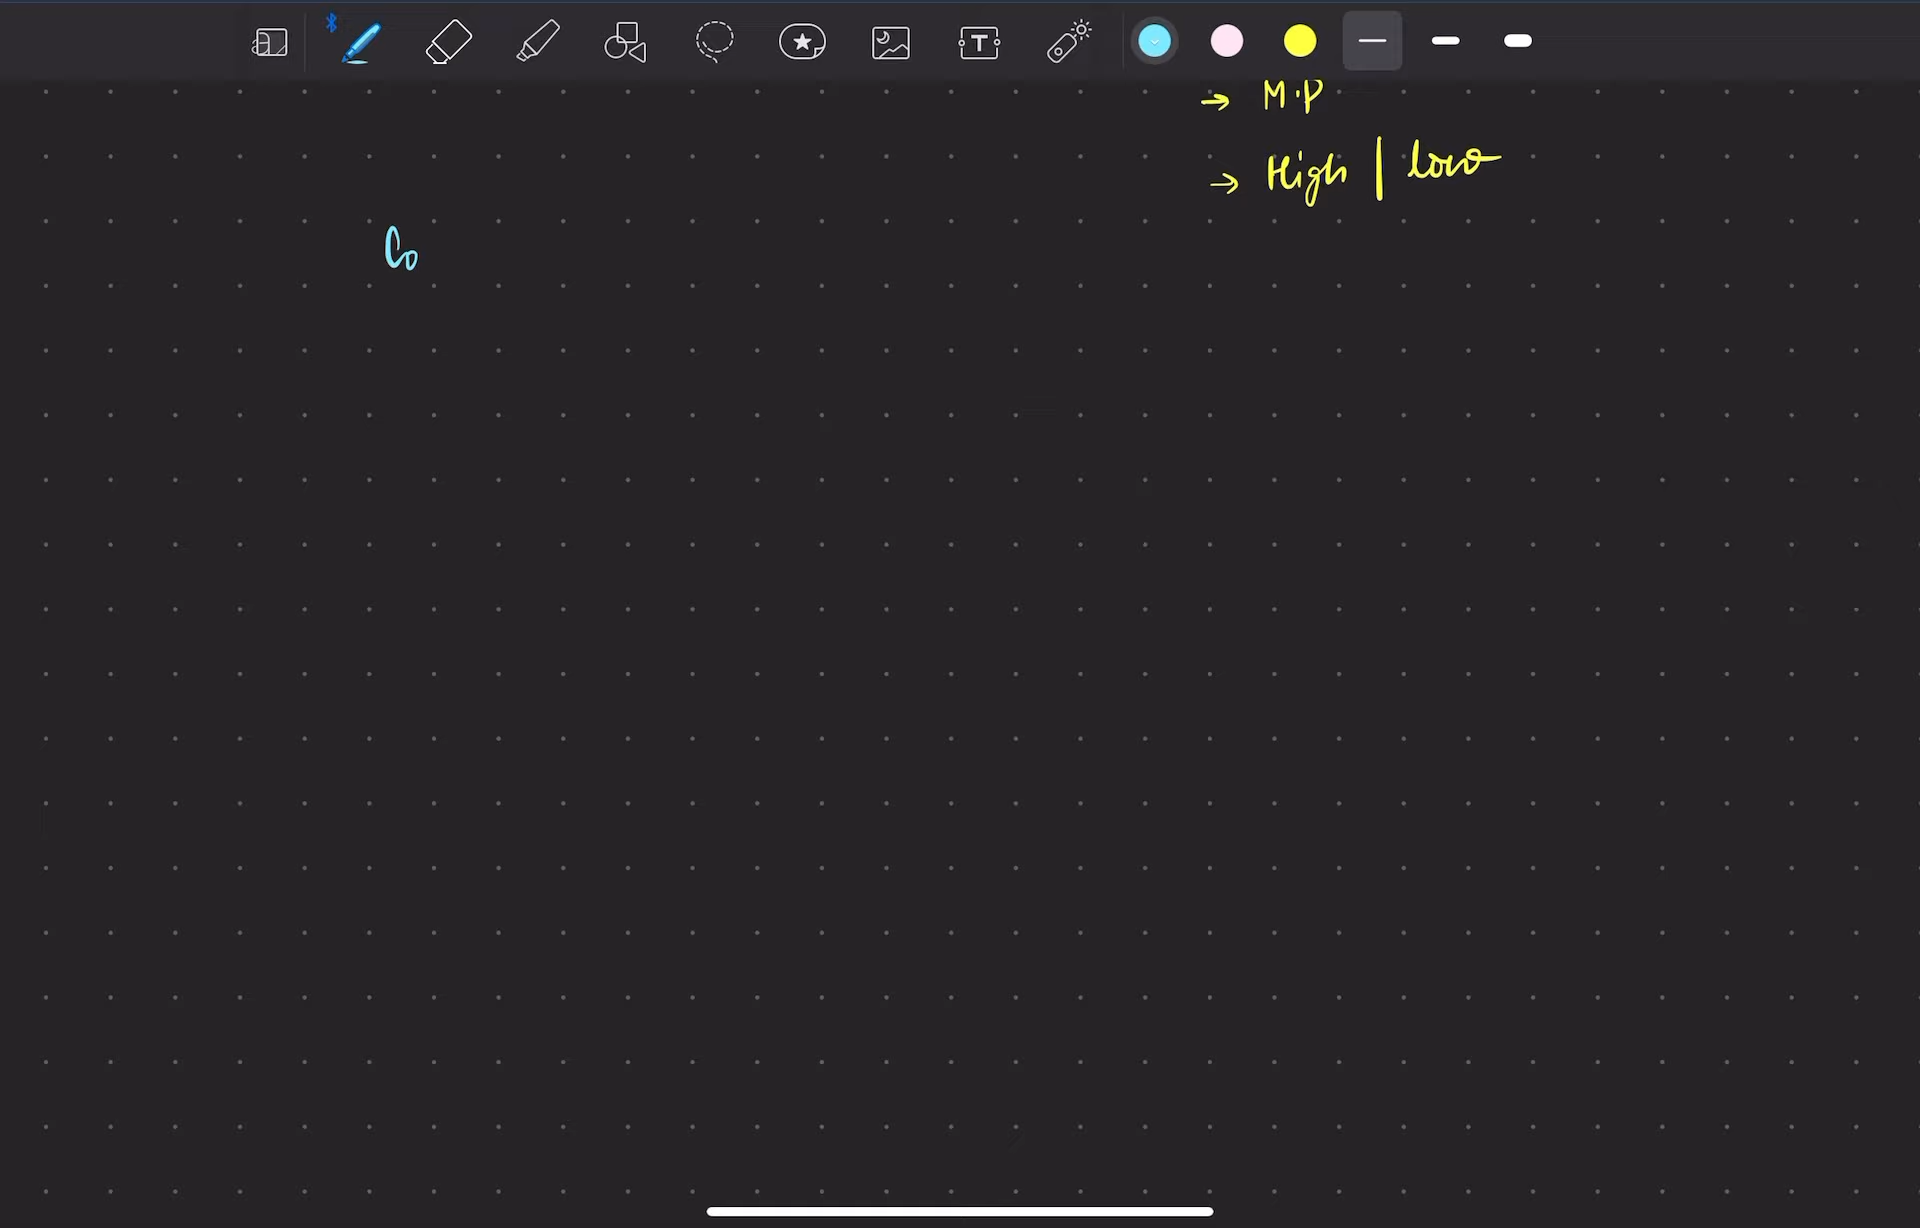 → M.P
→ High | low
Co